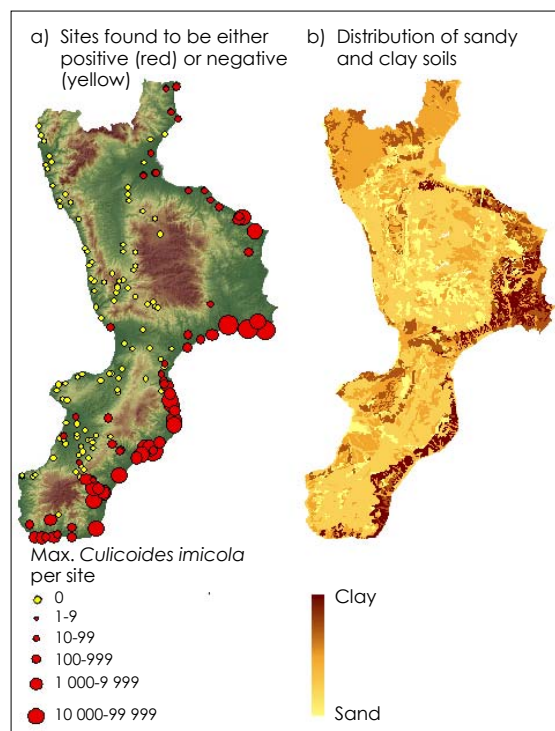 a) Sites found to be either
positive (red) or negative
(yellow)
b) Distribution of sandy
and clay soils
Max. Culicoides imicola
per site
0
1-9
10-99
100-999
1 000-9 999
10 000-99 999
Clay
Sand